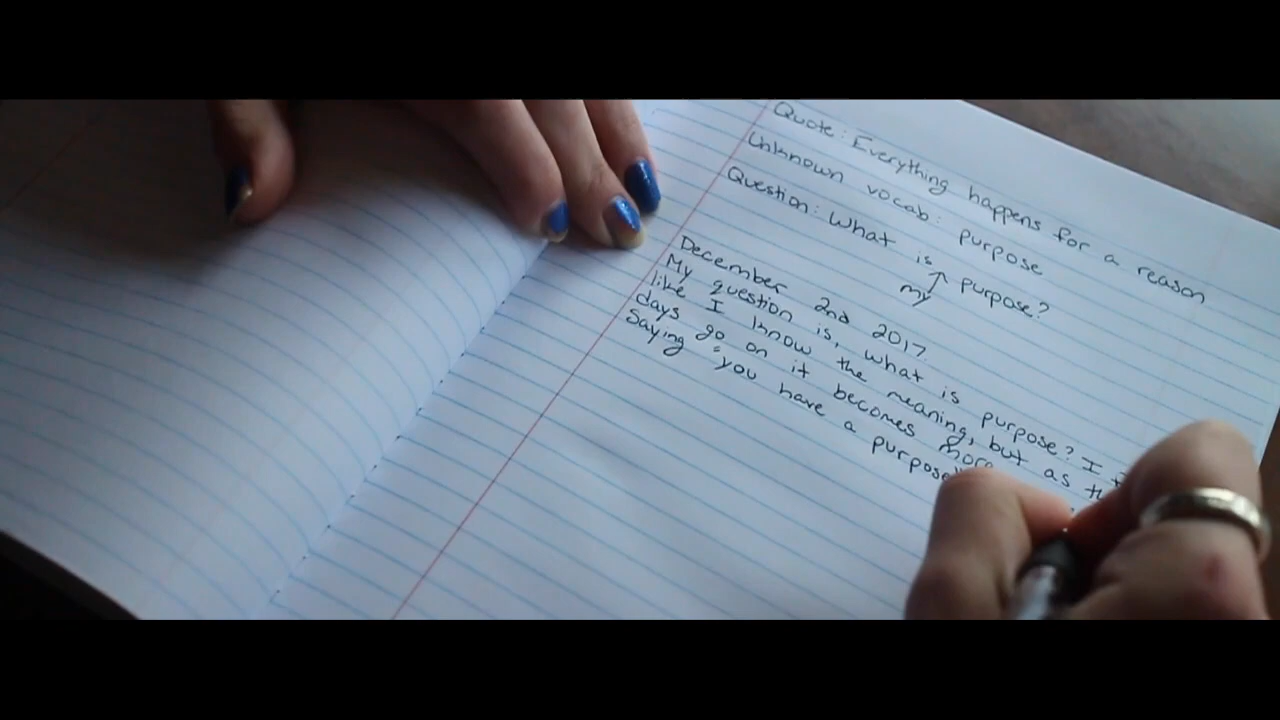 Quote: Everything happens for a reason
Unknown vocab: purpose
Question: What is purpose?
my
December 2nd 2017
My question is, what is purpose? I
like I know the meaning, but as
days go on it becomes more
Saying "you have a purpose"